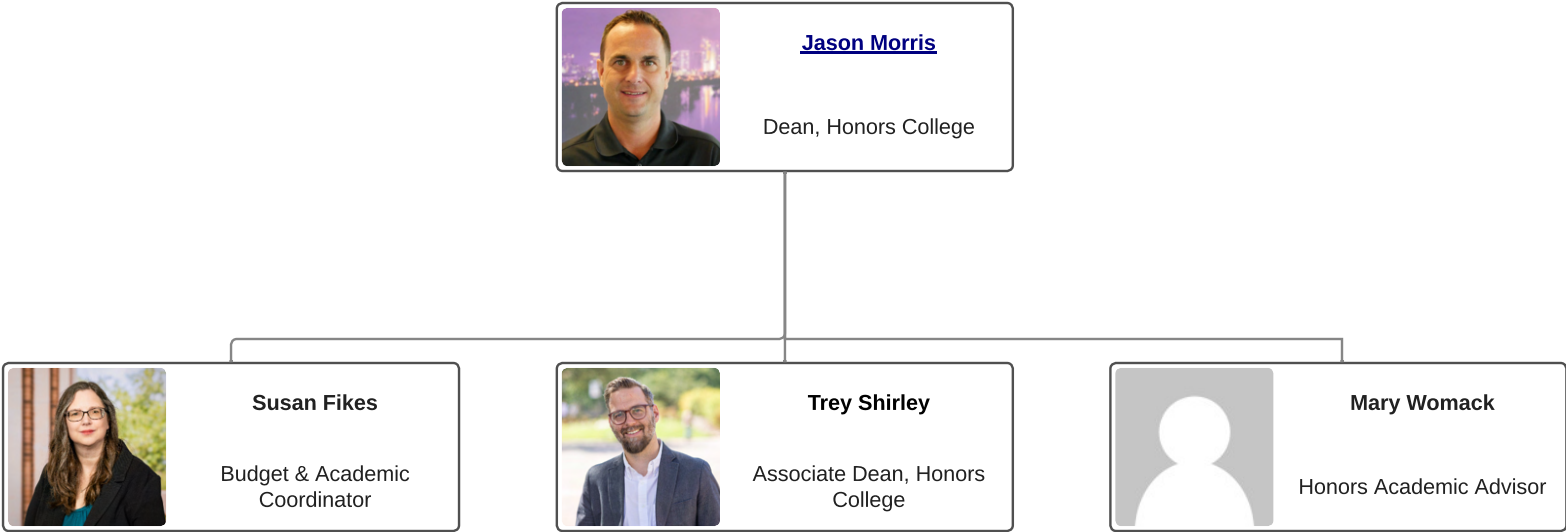 Jason Morris
Dean, Honors College
Susan Fikes
Budget & Academic
Coordinator
Trey Shirley
Associate Dean, Honors
College
Mary Womack
Honors Academic Advisor